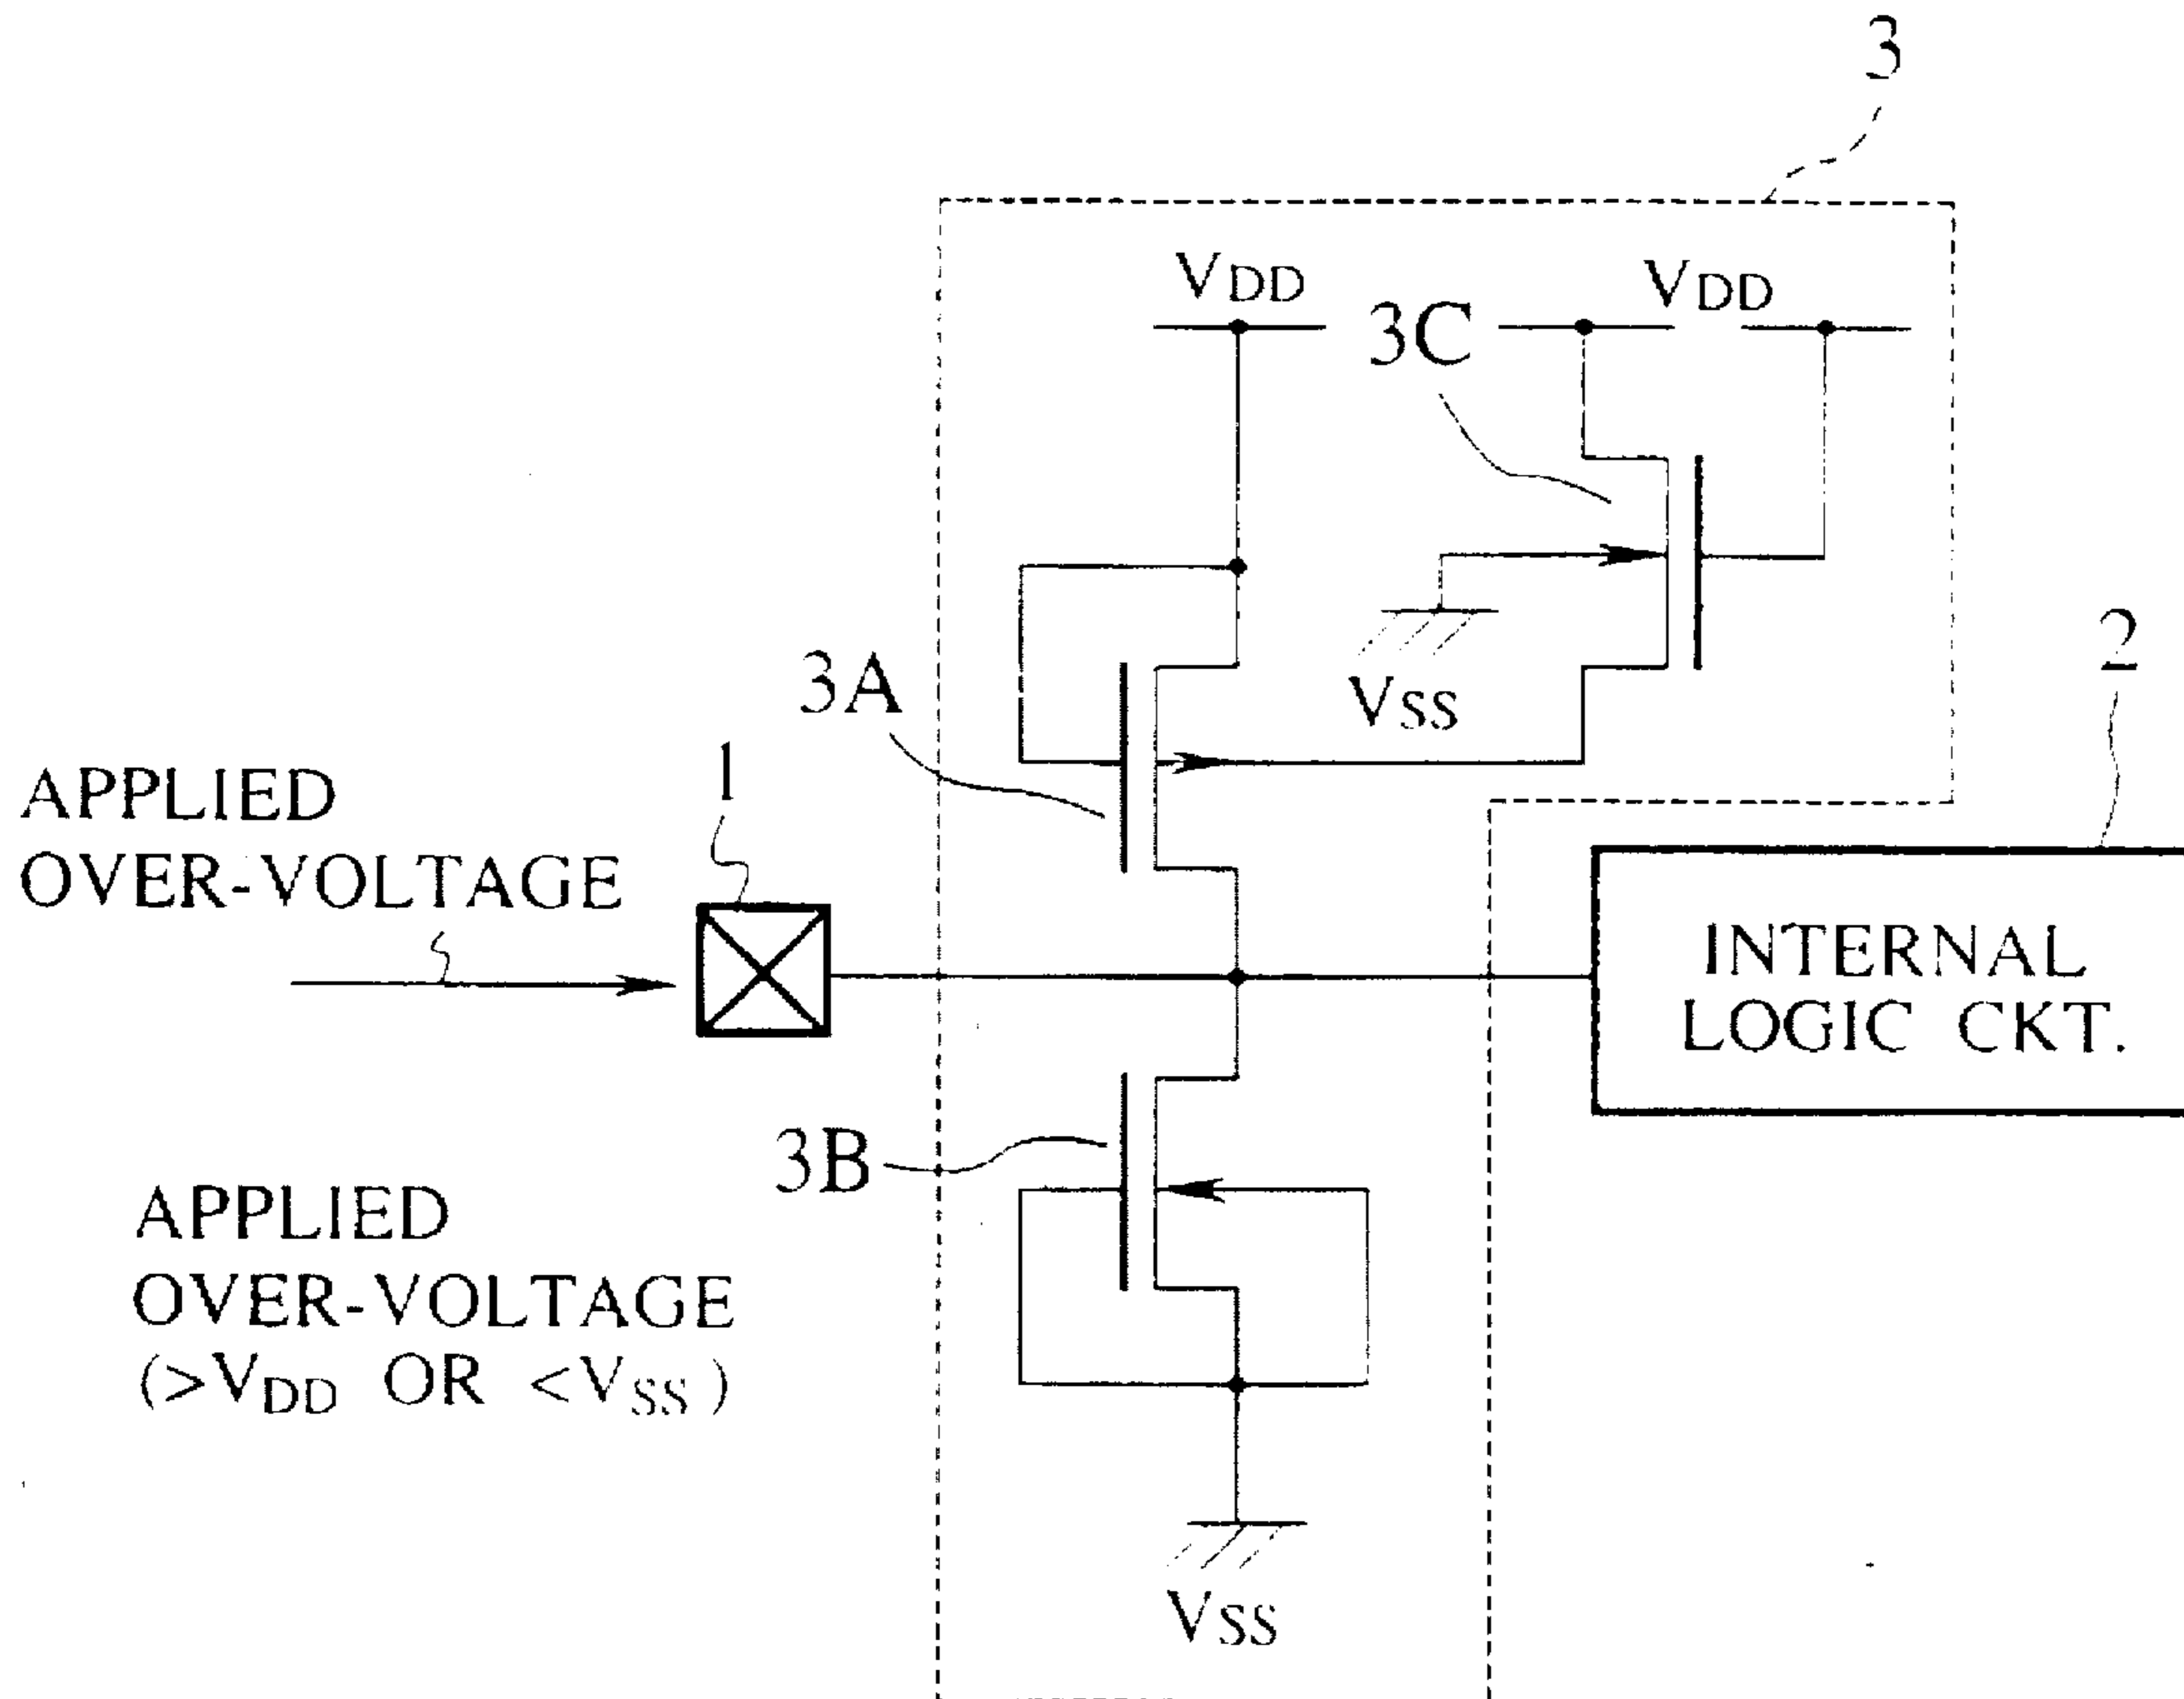 3
VDD
VDD
3C
2
3A
VSS
1
APPLIED
OVER-VOLTAGE
INTERNAL
LOGIC CKT.
3B
APPLIED
OVER-VOLTAGE
(>VDD OR <VSS)
VSS